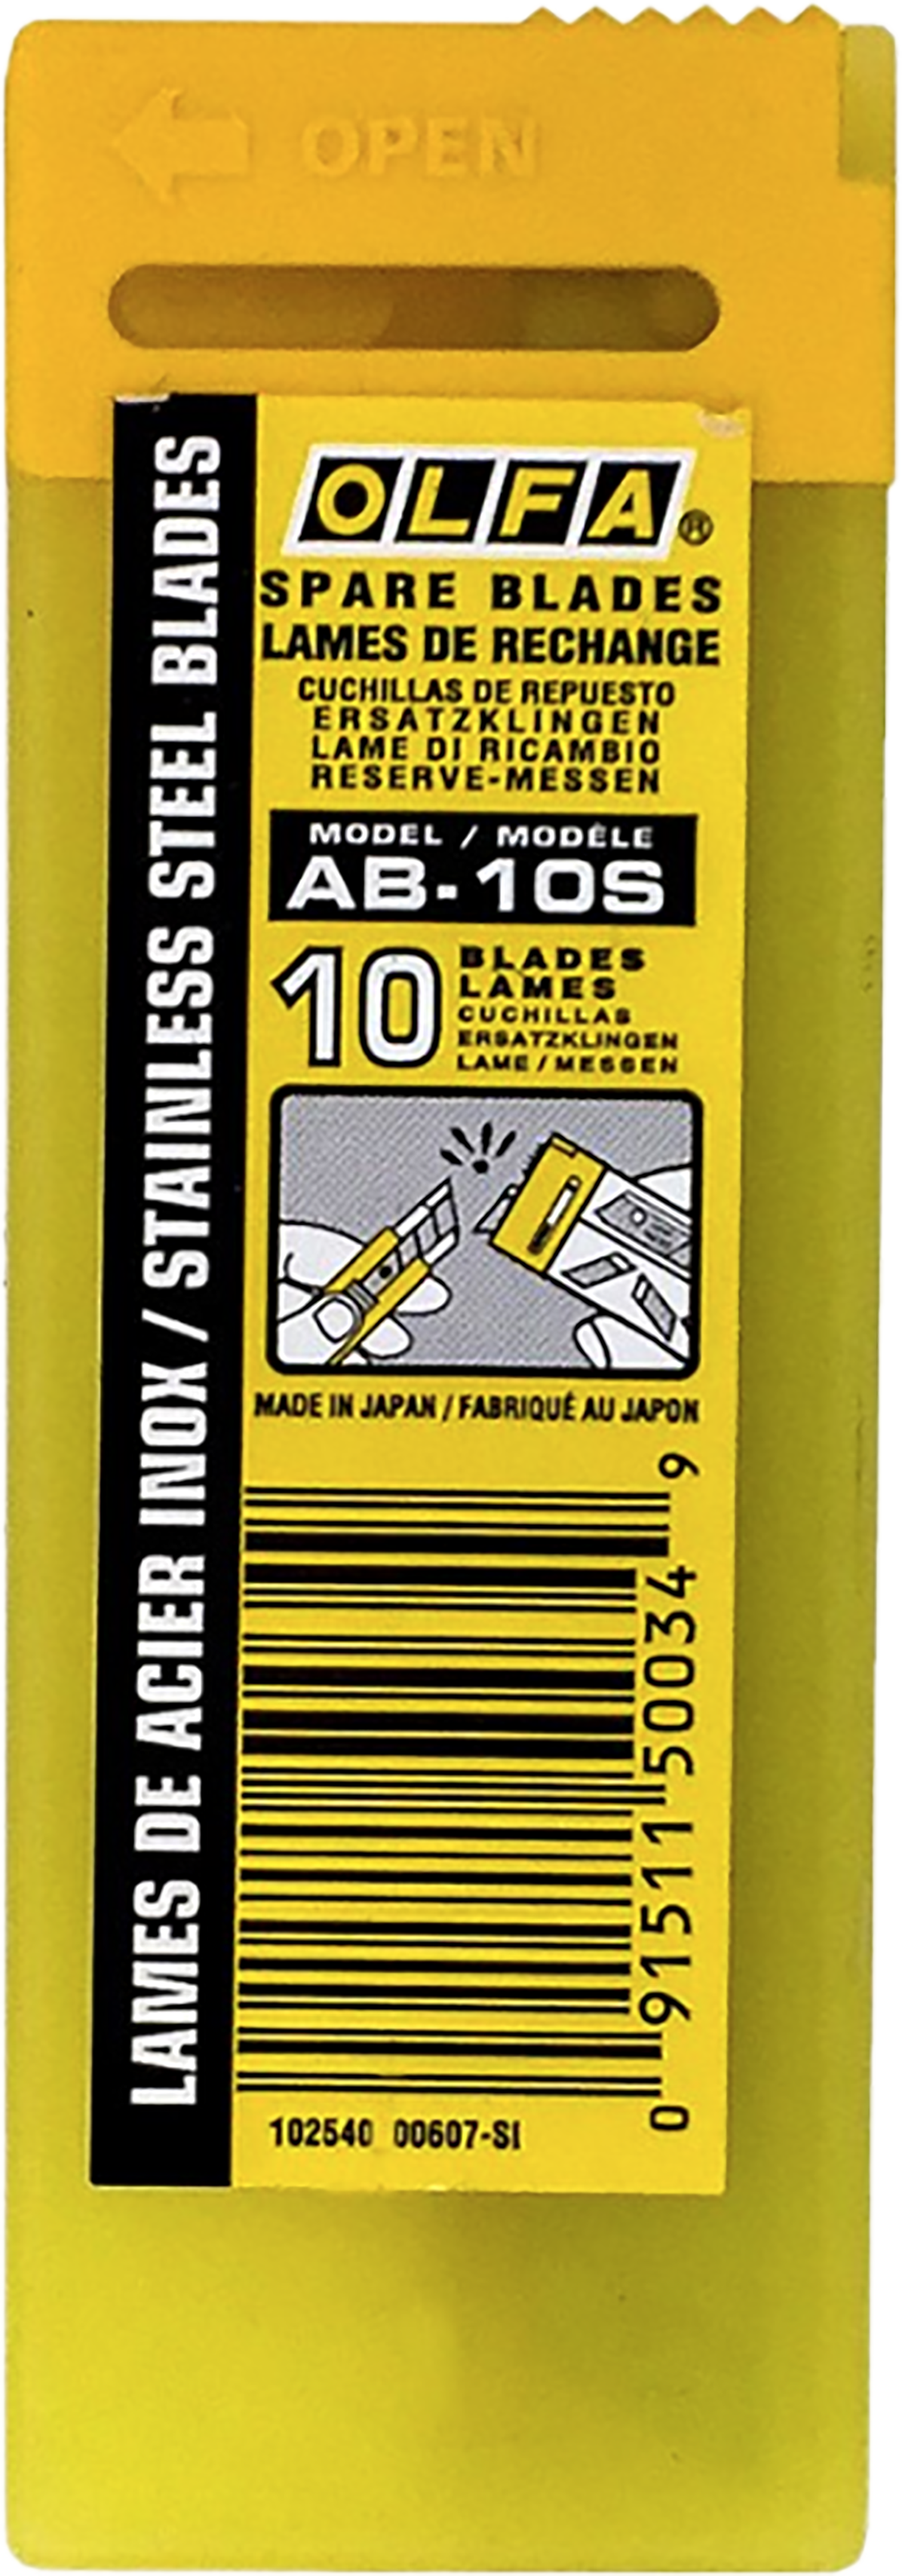 OPEN
LAMES DE ACIER INOX / STAINLESS STEEL BLADES
OLFA®
SPARE BLADES
LAMES DE RECHANGE
CUCHILLAS DE REPUESTO
ERSATZKLINGEN
LAME DI RICAMBIO
RESERVE-MESSEN
MODEL / MODÈLE
AB-10S
10
BLADES
LAMES
CUCHILLAS
ERSATZKLINGEN
LAME / MESSEN
MADE IN JAPAN / FABRIQUÉ AU JAPON
0 91511 50034 9
102540 00607-SI